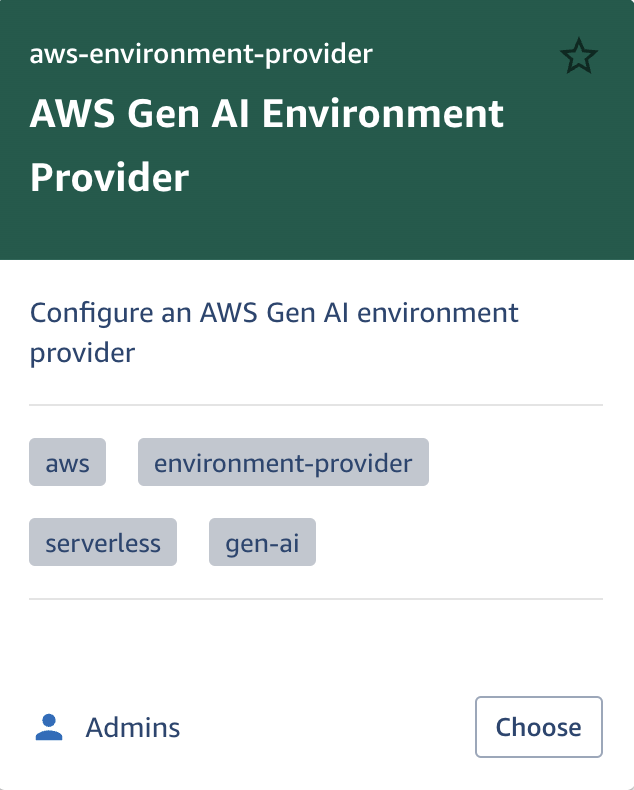 aws-environment-provider
AWS Gen AI Environment
Provider
Configure an AWS Gen AI environment
provider
aws
environment-provider
serverless
gen-ai
Admins
Choose